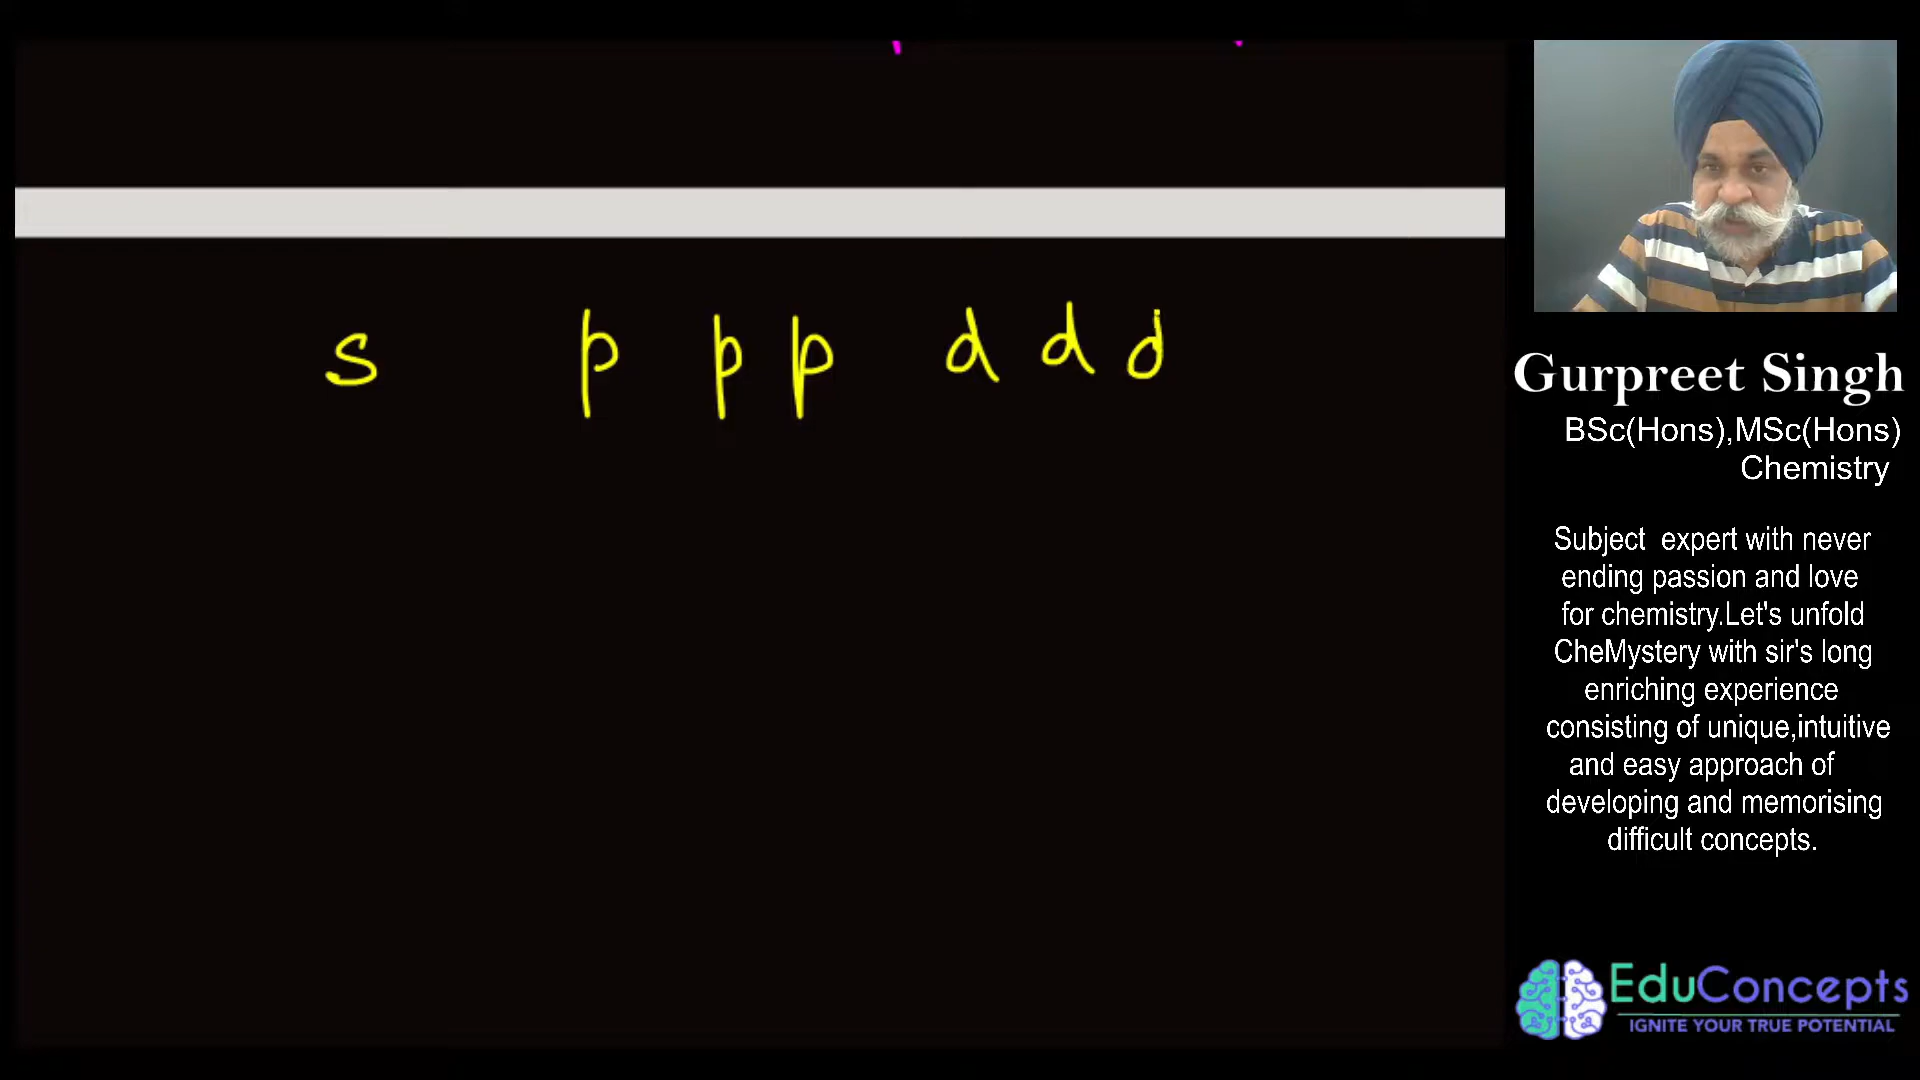 s p p p d d d
Gurpreet Singh
BSc(Hons),MSc(Hons)
Chemistry
Subject expert with never
ending passion and love
for chemistry.Let's unfold
CheMystery with sir's long
enriching experience
consisting of unique,intuitive
and easy approach of
developing and memorising
difficult concepts.
EduConcepts
IGNITE YOUR TRUE POTENTIAL